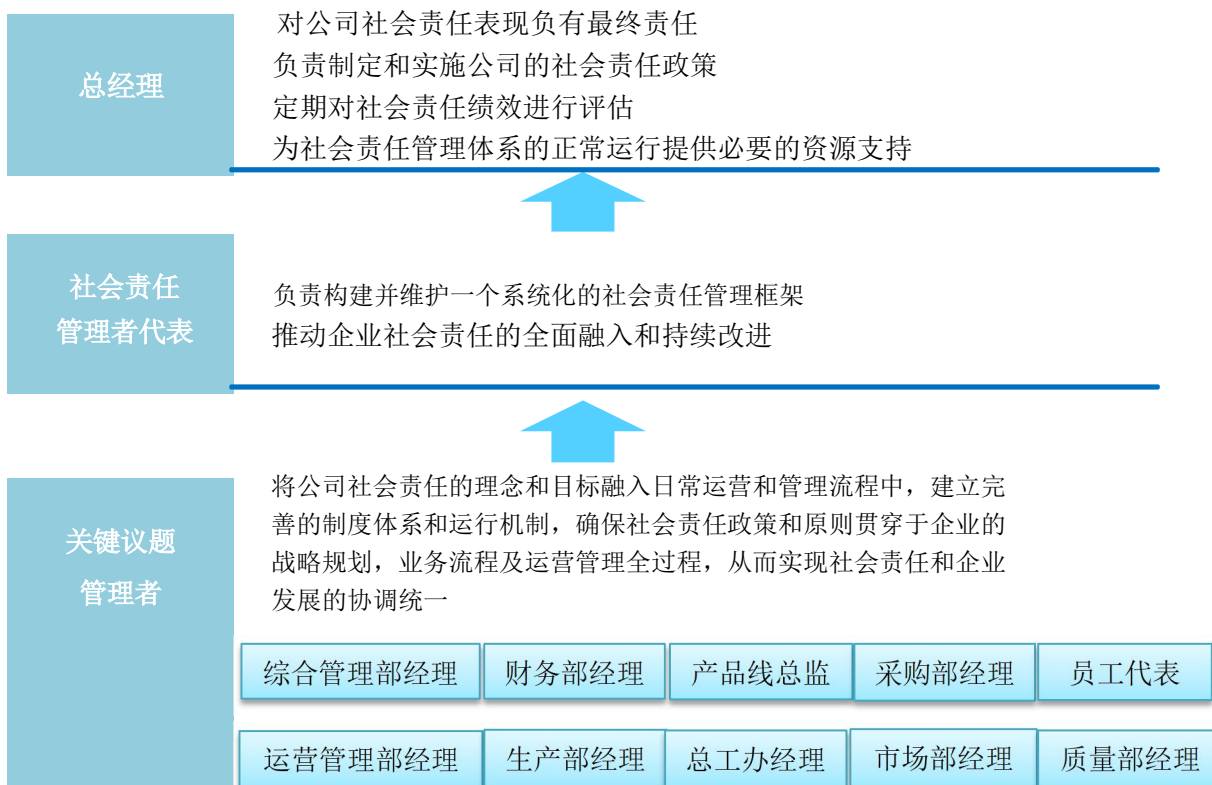 总经理
对公司社会责任表现负有最终责任
负责制定和实施公司的社会责任政策
定期对社会责任绩效进行评估
为社会责任管理体系的正常运行提供必要的资源支持
社会责任
管理者代表
负责构建并维护一个系统化的社会责任管理框架
推动企业社会责任的全面融入和持续改进
关键议题
管理者
将公司社会责任的理念和目标融入日常运营和管理流程中，建立完
善的制度体系和运行机制，确保社会责任政策和原则贯穿于企业的
战略规划，业务流程及运营管理全过程，从而实现社会责任和企业
发展的协调统一
综合管理部经理 财务部经理 产品线总监 采购部经理 员工代表
运营管理部经理 生产部经理 总工办经理 市场部经理 质量部经理